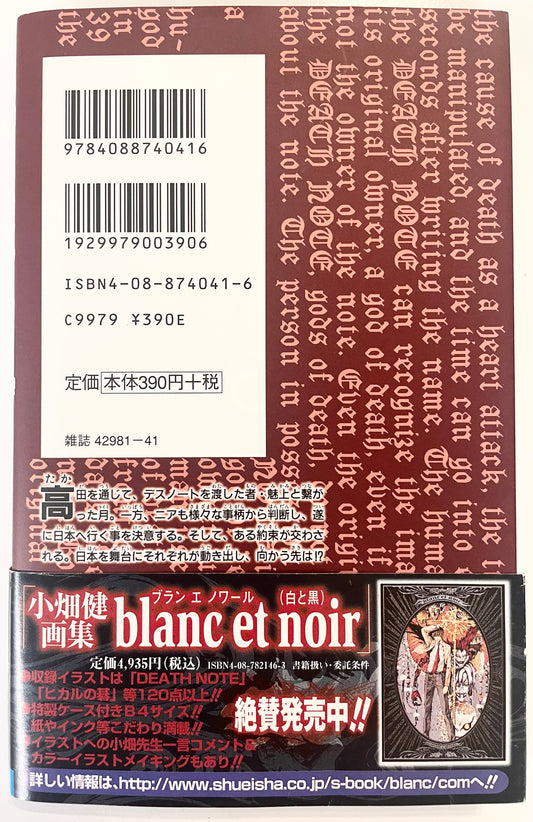 9784088740416
1929979003906
ISBN4-08-874041-6
C9979 ¥390E
定価 本体390円+税
雑誌 42981-41
the cause of death as a heart attack, the
be manipulated, and the time can go into
seconds after writing the name.
DEATH NOTE can recognize
its original owner, a god of death
not the owner of the note. Even the original
DEATH NOTE, gods of death
about the note. The person in poss
高田を通じて、デスノートを渡した者・魅上と繫が
った月。一方、ニアも様々な事柄から判断し、遂
に日本へ行く事を決意する。そして、ある約束が交わさ
れる。日本を舞台にそれぞれが動き出し、向かう先は!?
小畑健
画集
ブラン エ ノワール (白と黒)
「blanc et noir」
定価4,935円(税込) ISBN4-08-782146-3 書籍扱い・委託条件
●収録イラストは「DEATH NOTE」
「ヒカルの碁」等120点以上!!
●特製ケース付きB4サイズ!!
紙やインク等こだわり満載!!
●イラストへの小畑先生一言コメント&
カラーイラストメイキングもあり!!
絶賛発売中!!
詳しい情報は、http://www.shueisha.co.jp/s-book/blanc/comへ!!